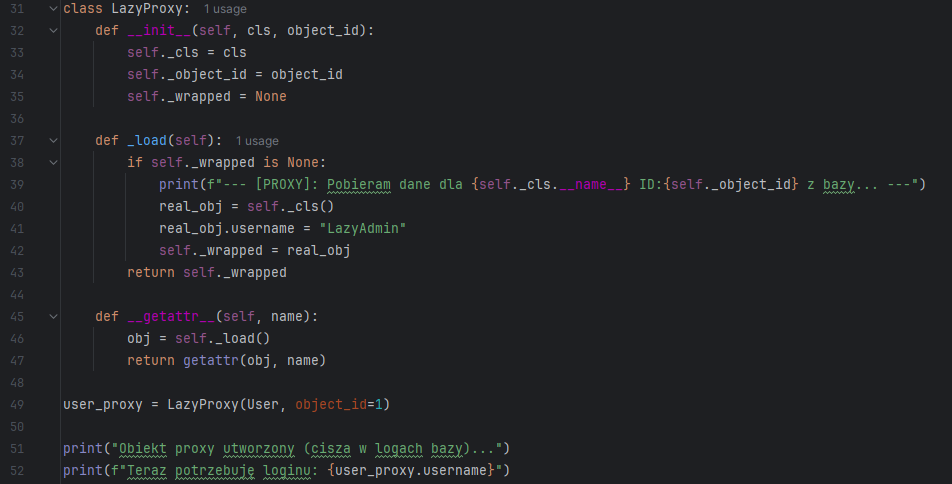 31 class LazyProxy: 1 usage
32     def __init__(self, cls, object_id):
33         self._cls = cls
34         self._object_id = object_id
35         self._wrapped = None
36
37     def _load(self): 1 usage
38         if self._wrapped is None:
39             print(f"--- [PROXY]: Pobieram dane dla {self._cls.__name__} ID:{self._object_id} z bazy... ---")
40             real_obj = self._cls()
41             real_obj.username = "LazyAdmin"
42             self._wrapped = real_obj
43         return self._wrapped
44
45     def __getattr__(self, name):
46         obj = self._load()
47         return getattr(obj, name)
48
49 user_proxy = LazyProxy(User, object_id=1)
50
51 print("Obiekt proxy utworzony (cisza w logach bazy)...")
52 print(f"Teraz potrzebuję loginu: {user_proxy.username}")